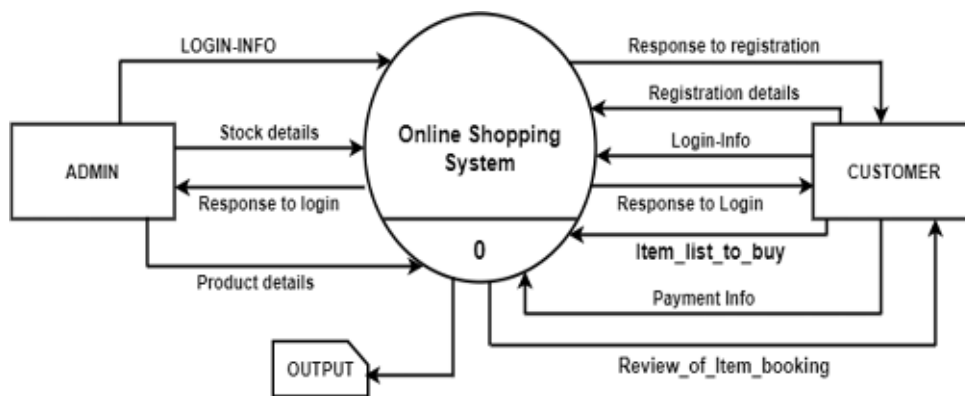 LOGIN-INFO
Response to registration
Registration details
Stock details
Online Shopping
System
Login-Info
ADMIN
CUSTOMER
Response to login
Response to Login
0
Item_list_to_buy
Product details
Payment Info
OUTPUT
Review_of_Item_booking